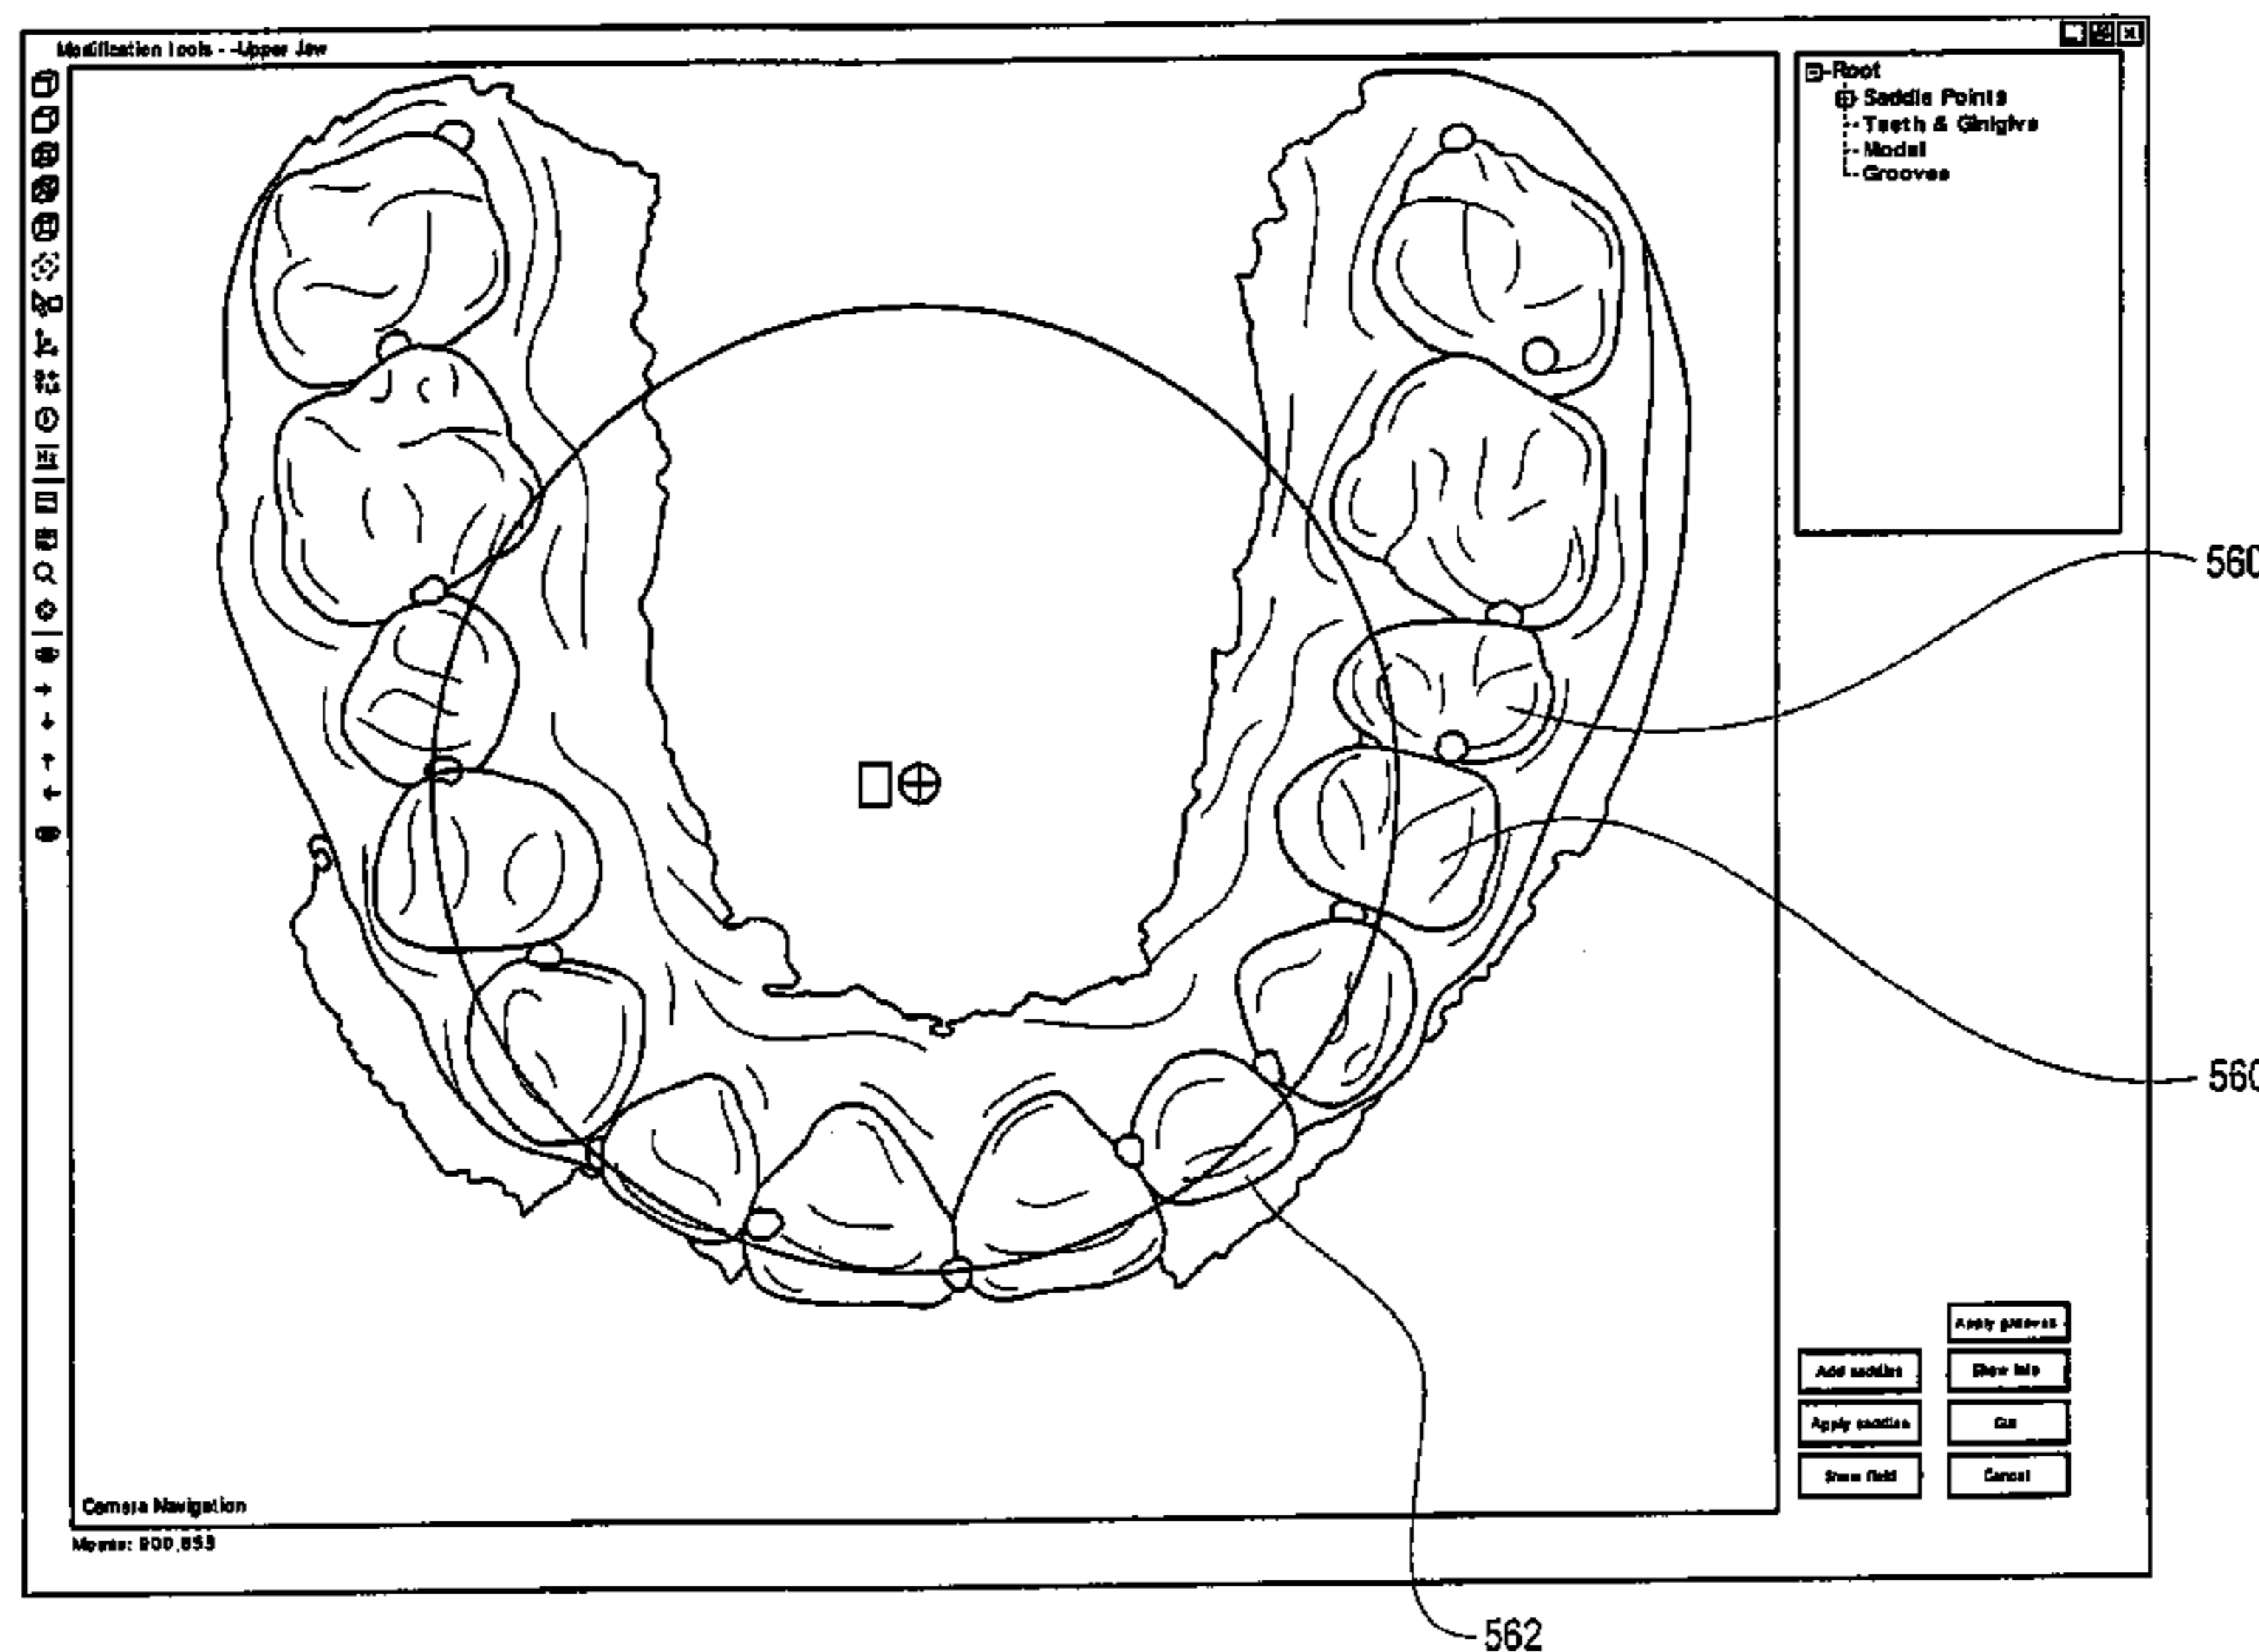 Modification Tools - -Upper Jaw
Root
Saddle Points
Teeth & Ginigiva
Model
Grooves
560
560
Apply grooves
Add saddles
Show Info
Apply saddles
Cut
Show field
Cancel
Camera Navigation
Mouse: 900,853
562